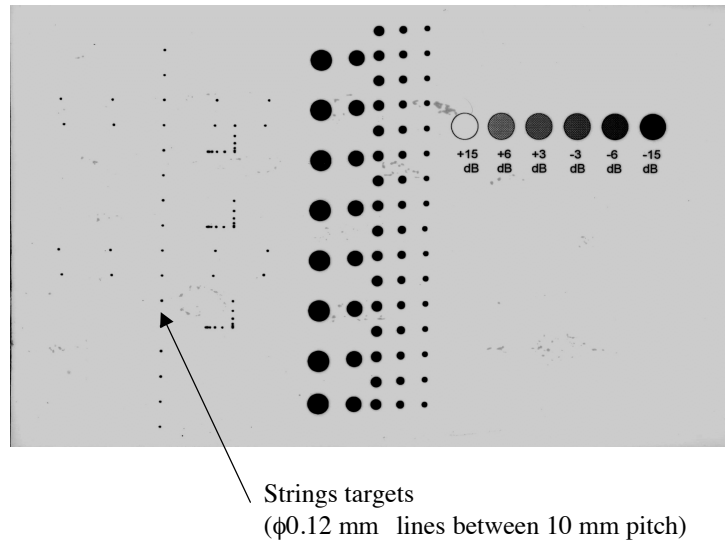 +15 +6 +3 -3 -6 -15
dB dB dB dB dB dB
Strings targets
(ϕ0.12 mm lines between 10 mm pitch)